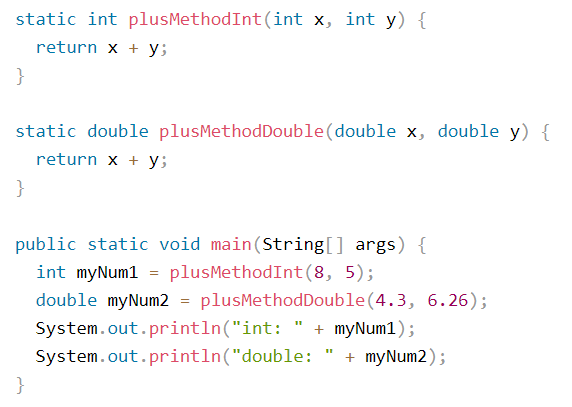 static int plusMethodInt(int x, int y) {
  return x + y;
}

static double plusMethodDouble(double x, double y) {
  return x + y;
}

public static void main(String[] args) {
  int myNum1 = plusMethodInt(8, 5);
  double myNum2 = plusMethodDouble(4.3, 6.26);
  System.out.println("int: " + myNum1);
  System.out.println("double: " + myNum2);
}